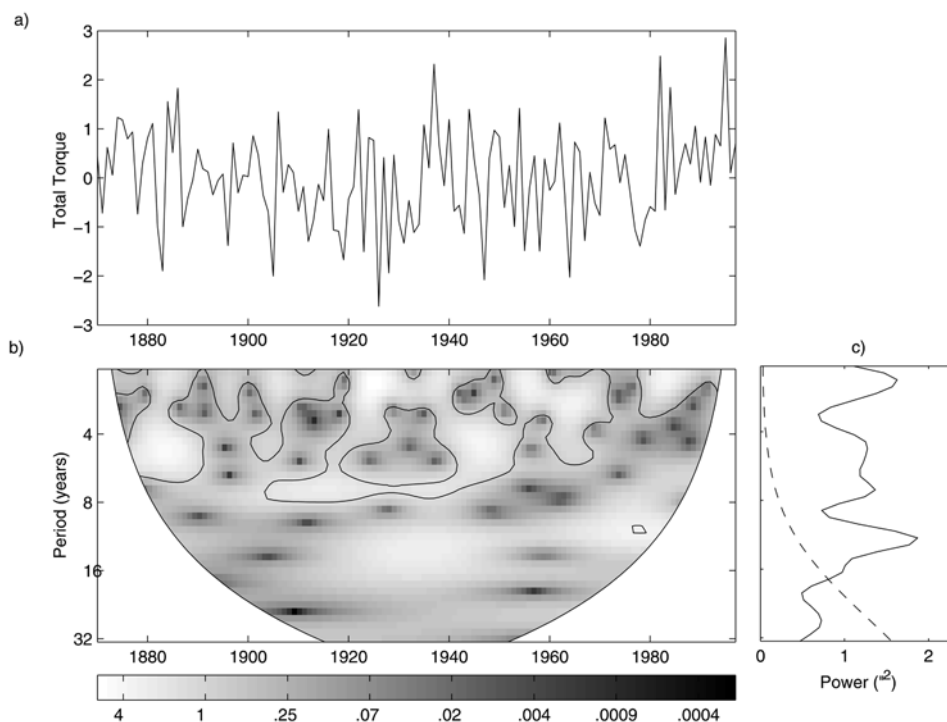 a)
3
2
1
0
−1
−2
−3
Total Torque
1880 1900 1920 1940 1960 1980
b)
4
8
16
32
Period (years)
1880 1900 1920 1940 1960 1980
4 1 .25 .07 .02 .004 .0009 .0004
c)
0 1 2
Power